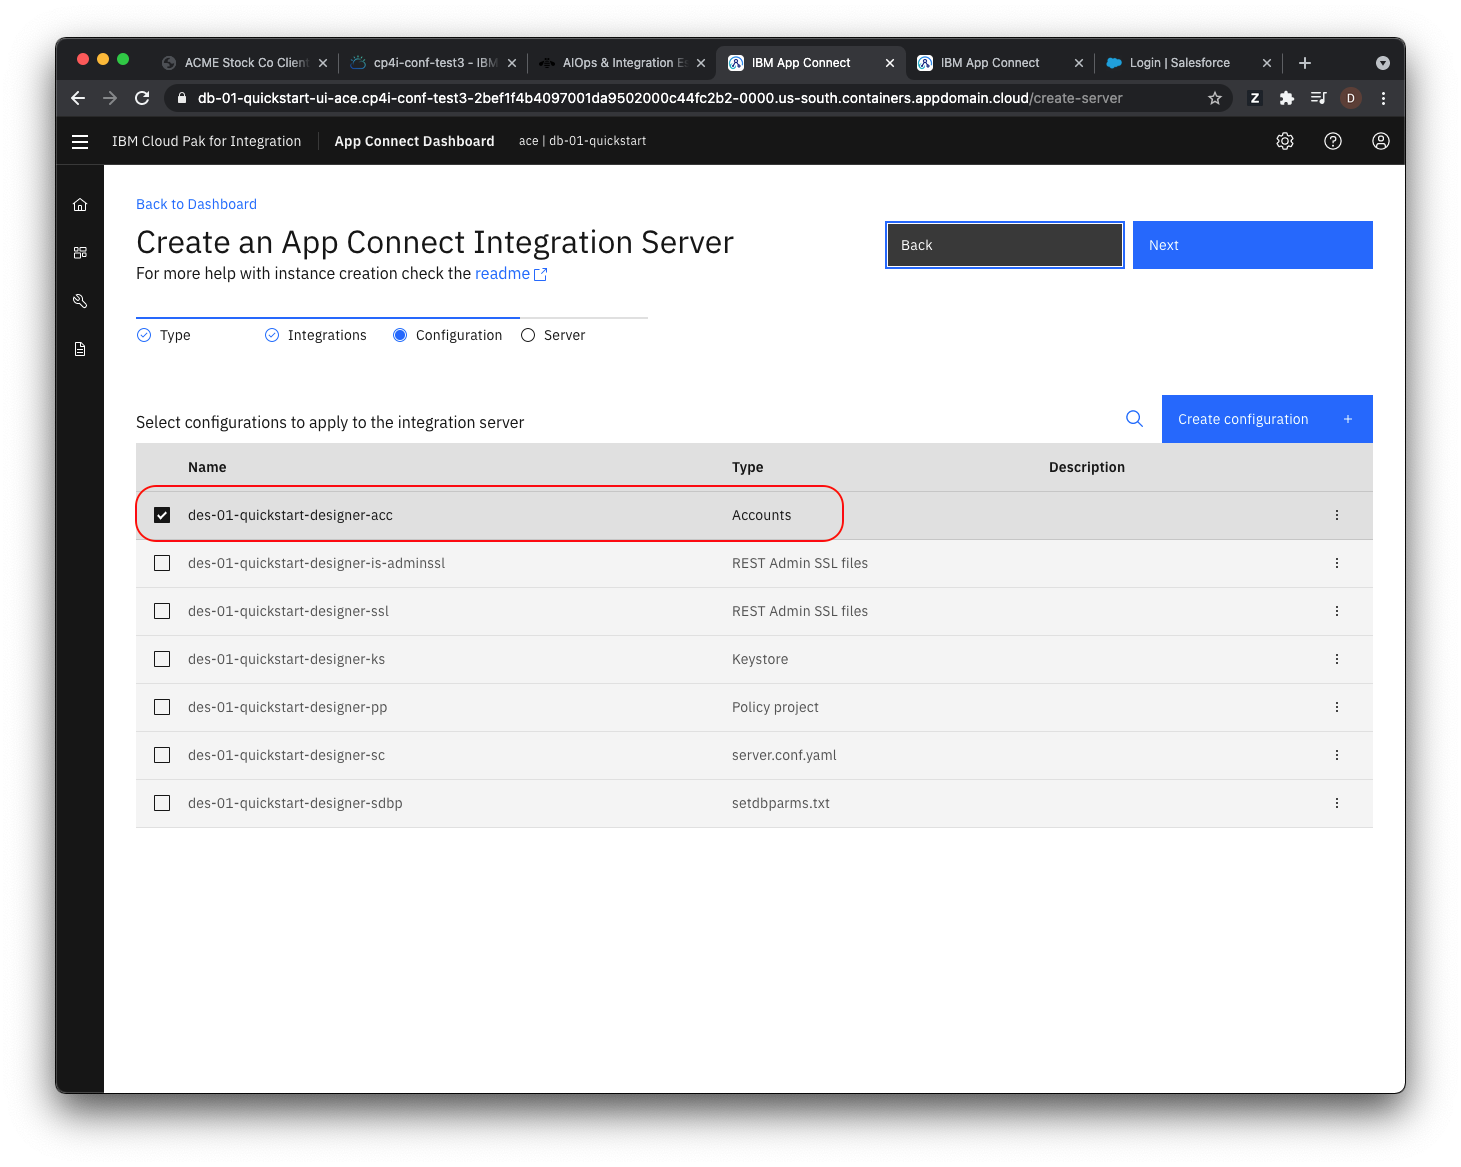 ACME Stock Co Clien
cp4i-conf-test3 - IBM
AIOps & Integration E
IBM App Connect
IBM App Connect
Login | Salesforce
db-01-quickstart-ui-ace.cp4i-conf-test3-2bef1f4b4097001da9502000c44fc2b2-0000.us-south.containers.appdomain.cloud/create-server
Z
D
IBM Cloud Pak for Integration
App Connect Dashboard
ace | db-01-quickstart
Back to Dashboard
Create an App Connect Integration Server
For more help with instance creation check the readme
Back
Next
Type
Integrations
Configuration
Server
Select configurations to apply to the integration server
Create configuration +
Name Type Description
des-01-quickstart-designer-acc Accounts
des-01-quickstart-designer-is-adminssl REST Admin SSL files
des-01-quickstart-designer-ssl REST Admin SSL files
des-01-quickstart-designer-ks Keystore
des-01-quickstart-designer-pp Policy project
des-01-quickstart-designer-sc server.conf.yaml
des-01-quickstart-designer-sdbp setdbparms.txt